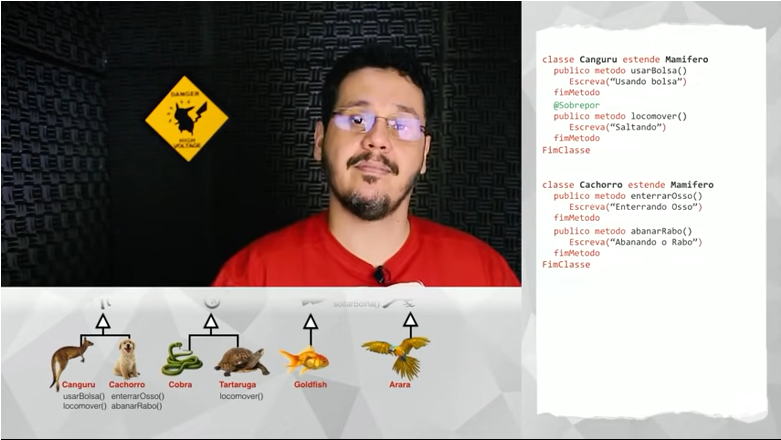 DANGER
HIGH
VOLTAGE
classe Canguru estende Mamifero
publico metodo usarBolsa()
Escreva(“Usando bolsa”)
fimMetodo
@Sobrepor
publico metodo locomover()
Escreva(“Saltando”)
fimMetodo
FimClasse
classe Cachorro estende Mamifero
publico metodo enterrarOsso()
Escreva(“Enterrando Osso”)
fimMetodo
publico metodo abanarRabo()
Escreva(“Abanando o Rabo”)
fimMetodo
FimClasse
soltarBolha()
Canguru Cachorro Cobra Tartaruga Goldfish Arara
usarBolsa() enterrarOsso() locomover()
locomover() abanarRabo()